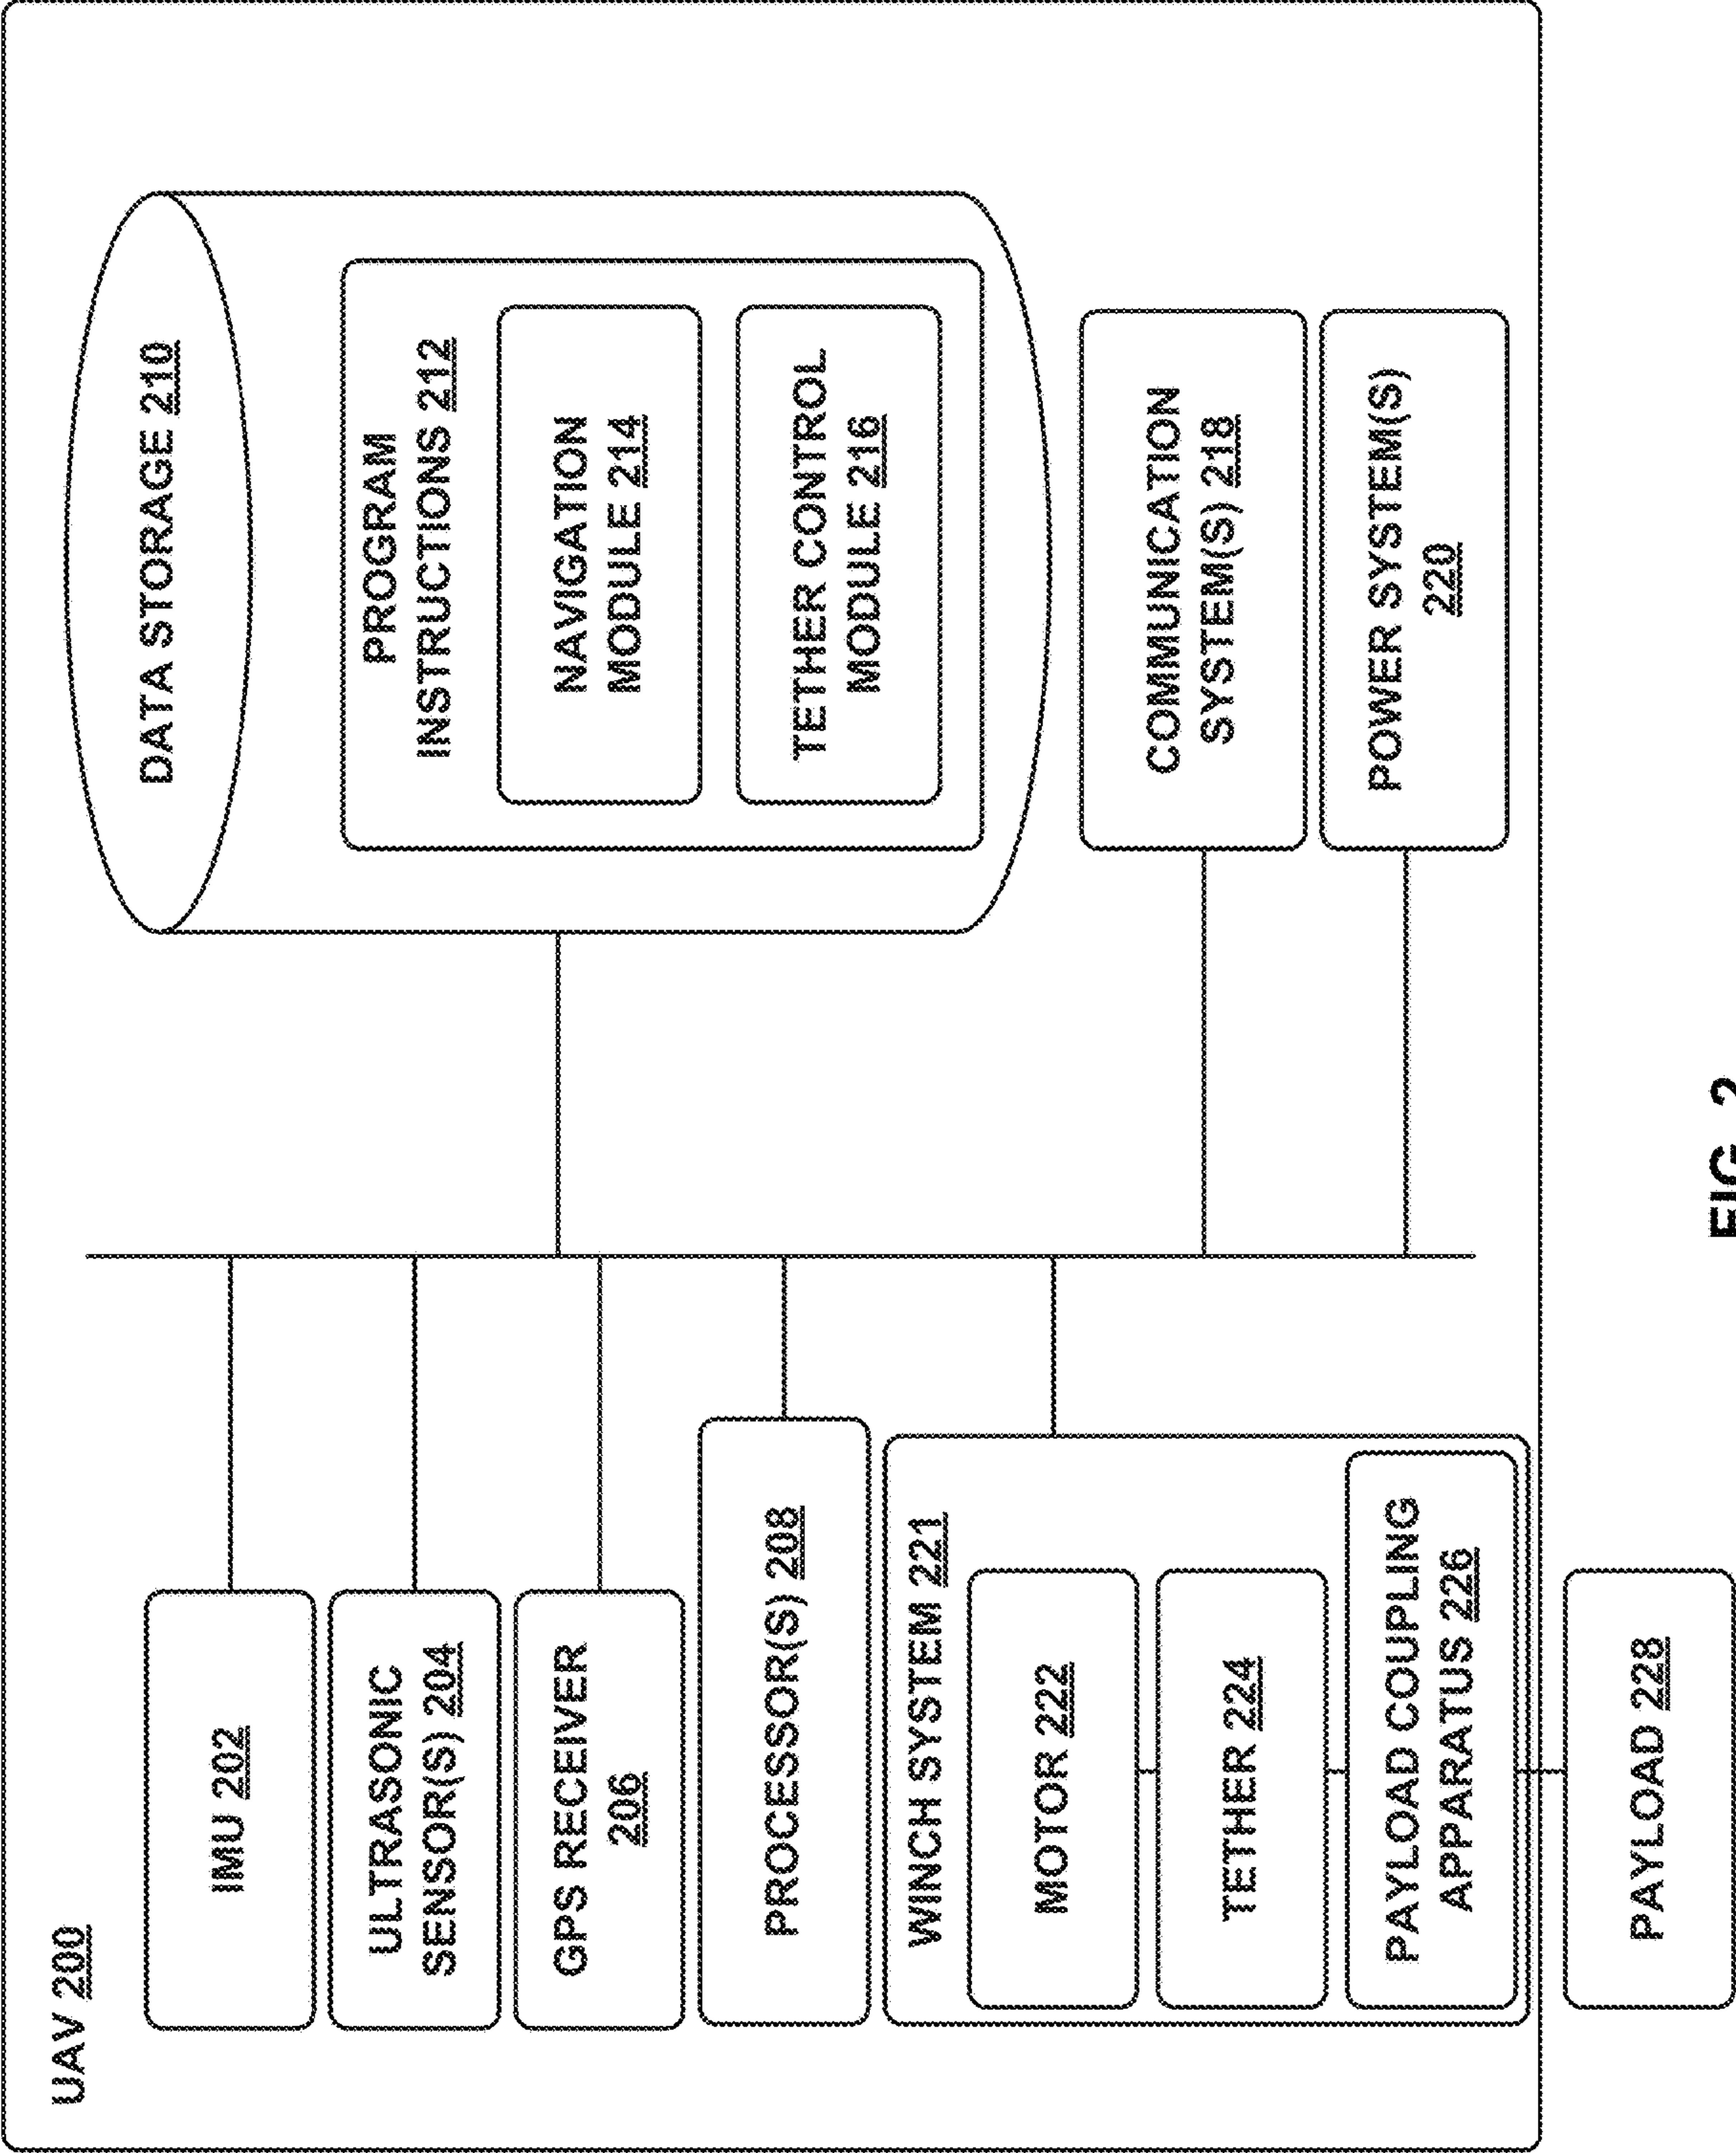 UAV 200
IMU 202
ULTRASONIC
SENSOR(S) 204
GPS RECEIVER
206
PROCESSOR(S) 208
WINCH SYSTEM 221
MOTOR 222
TETHER 224
PAYLOAD COUPLING
APPARATUS 226
PAYLOAD 228
DATA STORAGE 210
PROGRAM
INSTRUCTIONS 212
NAVIGATION
MODULE 214
TETHER CONTROL
MODULE 216
COMMUNICATION
SYSTEM(S) 218
POWER SYSTEM(S)
220
FIG. 2